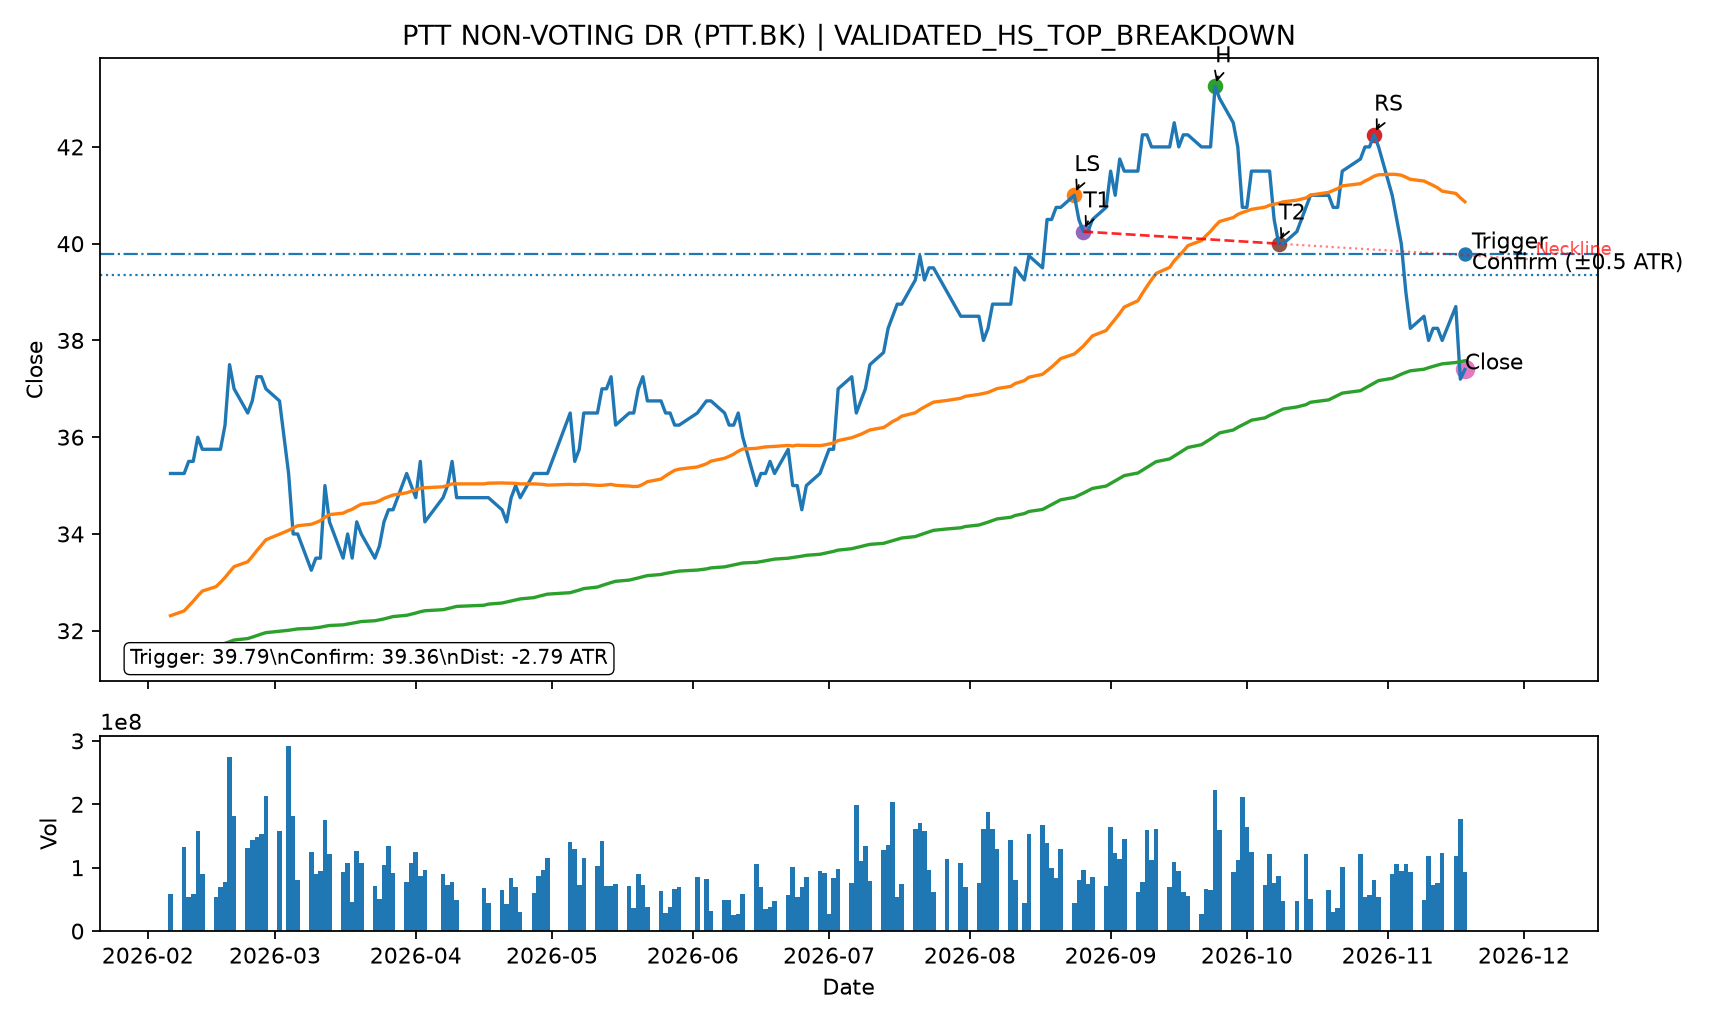 PTT NON-VOTING DR (PTT.BK) | VALIDATED_HS_TOP_BREAKDOWN
H
RS
42
LS
T1
T2
40
Trigger
Neckline
Confirm (±0.5 ATR)
38
Close
Close
36
34
32
Trigger: 39.79\nConfirm: 39.36\nDist: -2.79 ATR
1e8
3
2
Vol
1
0
2026-02 2026-03 2026-04 2026-05 2026-06 2026-07 2026-08 2026-09 2026-10 2026-11 2026-12
Date